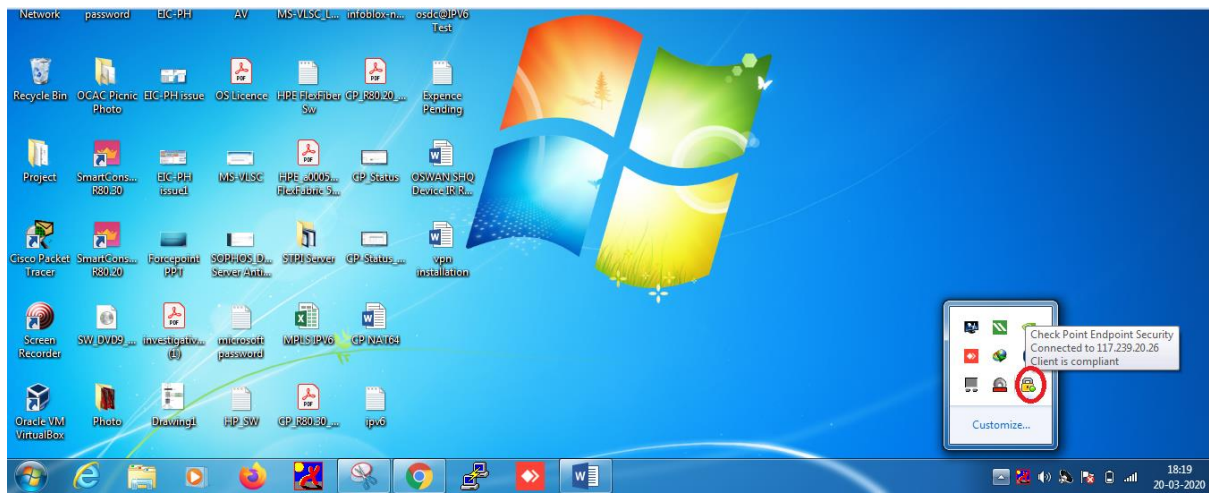 Network
password
EIC-PH
AV
MS-VLSC_L...
infoblox-n...
osdc@IPV6
Test
Recycle Bin
OCAC Picnic
Photo
EIC-PH issue
OS Licence
HPE FlexFiber
Sw
CP_R80.20_...
Expence
Pending
Project
SmartCons...
R80.30
EIC-PH
issue1
MS-VLSC
HPE_a0005...
FlexFabric 5...
CP_Status
OSWAN SHQ
Device IR R...
Cisco Packet
Tracer
SmartCons...
R80.20
Forcepoint
PPT
SOPHOS_D...
Server Anti...
STPI Server
CP-Status_...
vpn
installation
Screen
Recorder
SW_DVD9_...
investigativ...
(1)
microsoft
password
MPLS IPV6
CP NAT64
Oracle VM
VirtualBox
Photo
Drawing1
HP_SW
CP_R80.30_...
ipv6
Check Point Endpoint Security
Connected to 117.239.20.26
Client is compliant
Customize...
18:19
20-03-2020